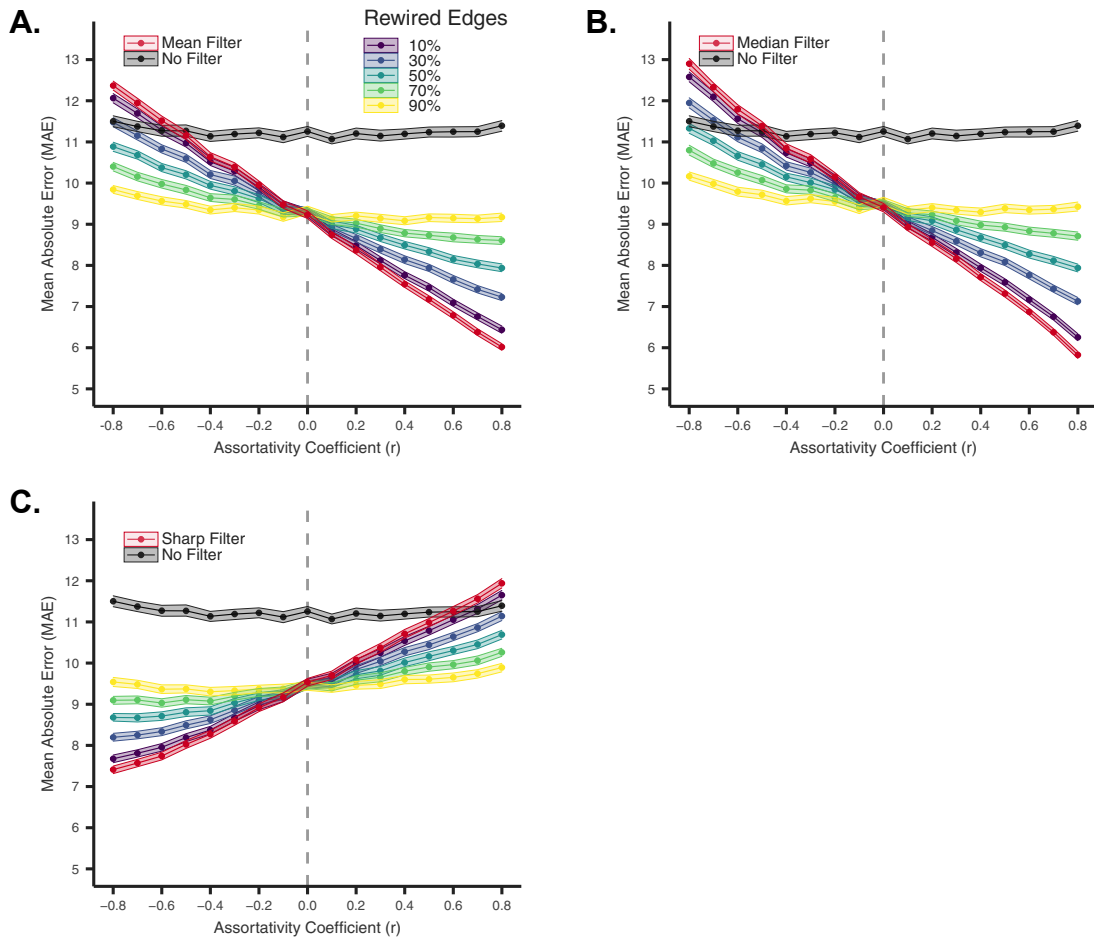 A.
Mean Filter
No Filter
Rewired Edges
10%
30%
50%
70%
90%
13
12
11
10
9
8
7
6
5
Mean Absolute Error (MAE)
-0.8 −0.6 −0.4 −0.2 0.0 0.2 0.4 0.6 0.8
Assortativity Coefficient (r)
B.
Median Filter
No Filter
13
12
11
10
9
8
7
6
5
Mean Absolute Error (MAE)
−0.8 −0.6 −0.4 −0.2 0.0 0.2 0.4 0.6 0.8
Assortativity Coefficient (r)
C.
Sharp Filter
No Filter
13
12
11
10
9
8
7
6
5
Mean Absolute Error (MAE)
-0.8 −0.6 −0.4 −0.2 0.0 0.2 0.4 0.6 0.8
Assortativity Coefficient (r)